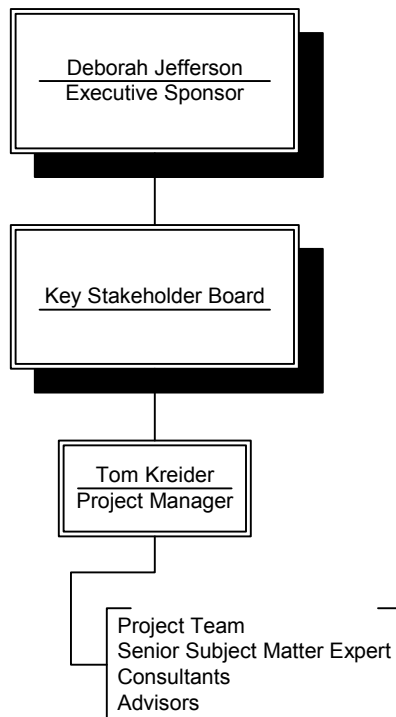 Deborah Jefferson
Executive Sponsor
Key Stakeholder Board
Tom Kreider
Project Manager
Project Team
Senior Subject Matter Expert
Consultants
Advisors